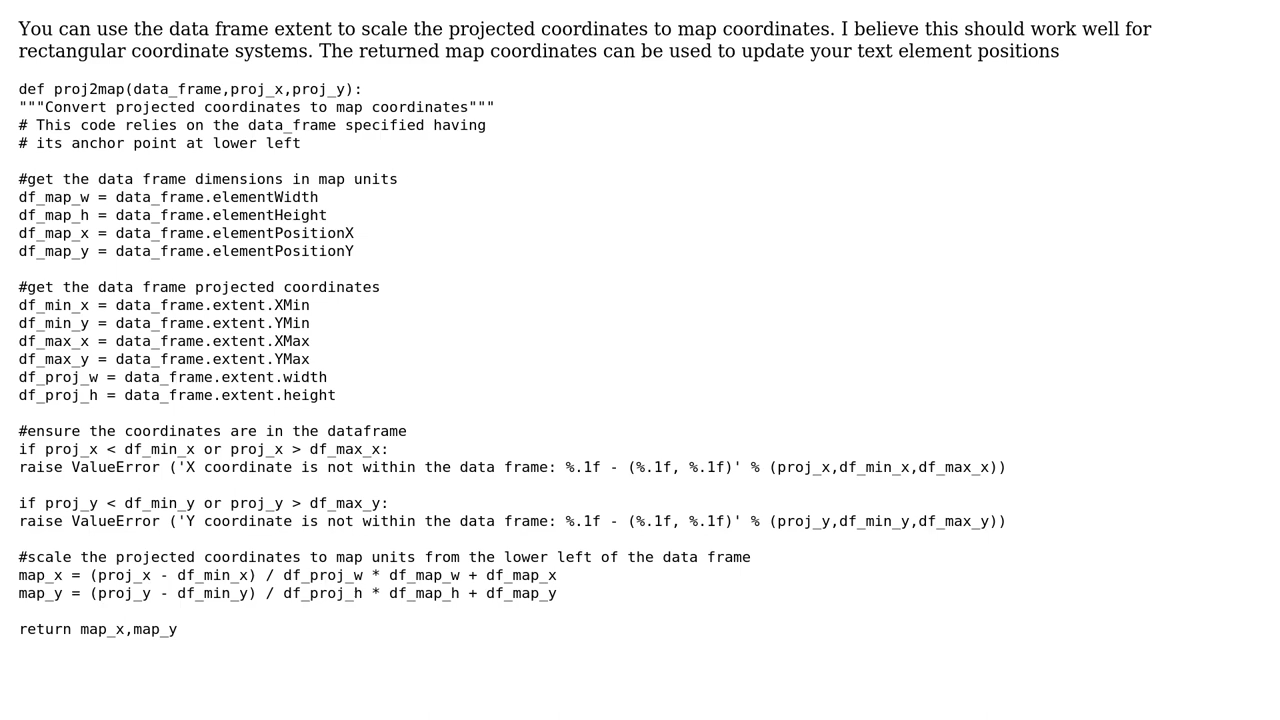 You can use the data frame extent to scale the projected coordinates to map coordinates. I believe this should work well for
rectangular coordinate systems. The returned map coordinates can be used to update your text element positions
def proj2map(data_frame,proj_x,proj_y):
"""Convert projected coordinates to map coordinates"""
# This code relies on the data_frame specified having
# its anchor point at lower left
#get the data frame dimensions in map units
df_map_w = data_frame.elementWidth
df_map_h = data_frame.elementHeight
df_map_x = data_frame.elementPositionX
df_map_y = data_frame.elementPositionY
#get the data frame projected coordinates
df_min_x = data_frame.extent.XMin
df_min_y = data_frame.extent.YMin
df_max_x = data_frame.extent.XMax
df_max_y = data_frame.extent.YMax
df_proj_w = data_frame.extent.width
df_proj_h = data_frame.extent.height
#ensure the coordinates are in the dataframe
if proj_x < df_min_x or proj_x > df_max_x:
raise ValueError ('X coordinate is not within the data frame: %.1f - (%.1f, %.1f)' % (proj_x,df_min_x,df_max_x))
if proj_y < df_min_y or proj_y > df_max_y:
raise ValueError ('Y coordinate is not within the data frame: %.1f - (%.1f, %.1f)' % (proj_y,df_min_y,df_max_y))
#scale the projected coordinates to map units from the lower left of the data frame
map_x = (proj_x - df_min_x) / df_proj_w * df_map_w + df_map_x
map_y = (proj_y - df_min_y) / df_proj_h * df_map_h + df_map_y
return map_x,map_y